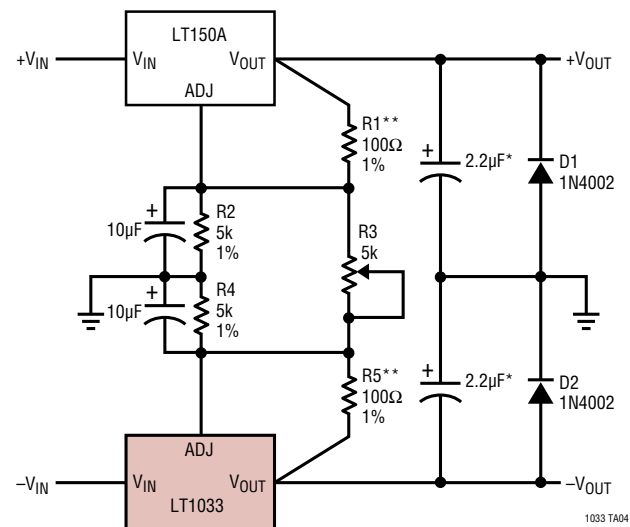 LT150A
+VIN
VIN
VOUT
+VOUT
ADJ
R1**
100Ω
1%
+
2.2µF*
D1
1N4002
+
10µF
R2
5k
1%
R3
5k
+
10µF
R4
5k
1%
R5**
100Ω
1%
+
2.2µF*
D2
1N4002
ADJ
–VIN
VIN
VOUT
–VOUT
LT1033
1033 TA04